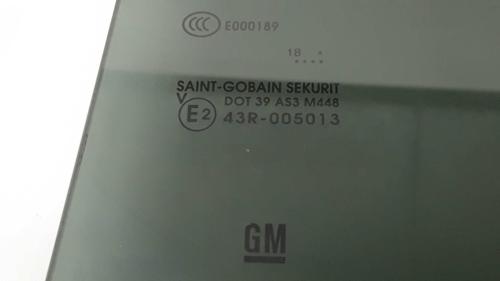 CCC E000189
18
SAINT-GOBAIN SEKURIT
V DOT 39 AS3 M448
E2 43R-005013
GM